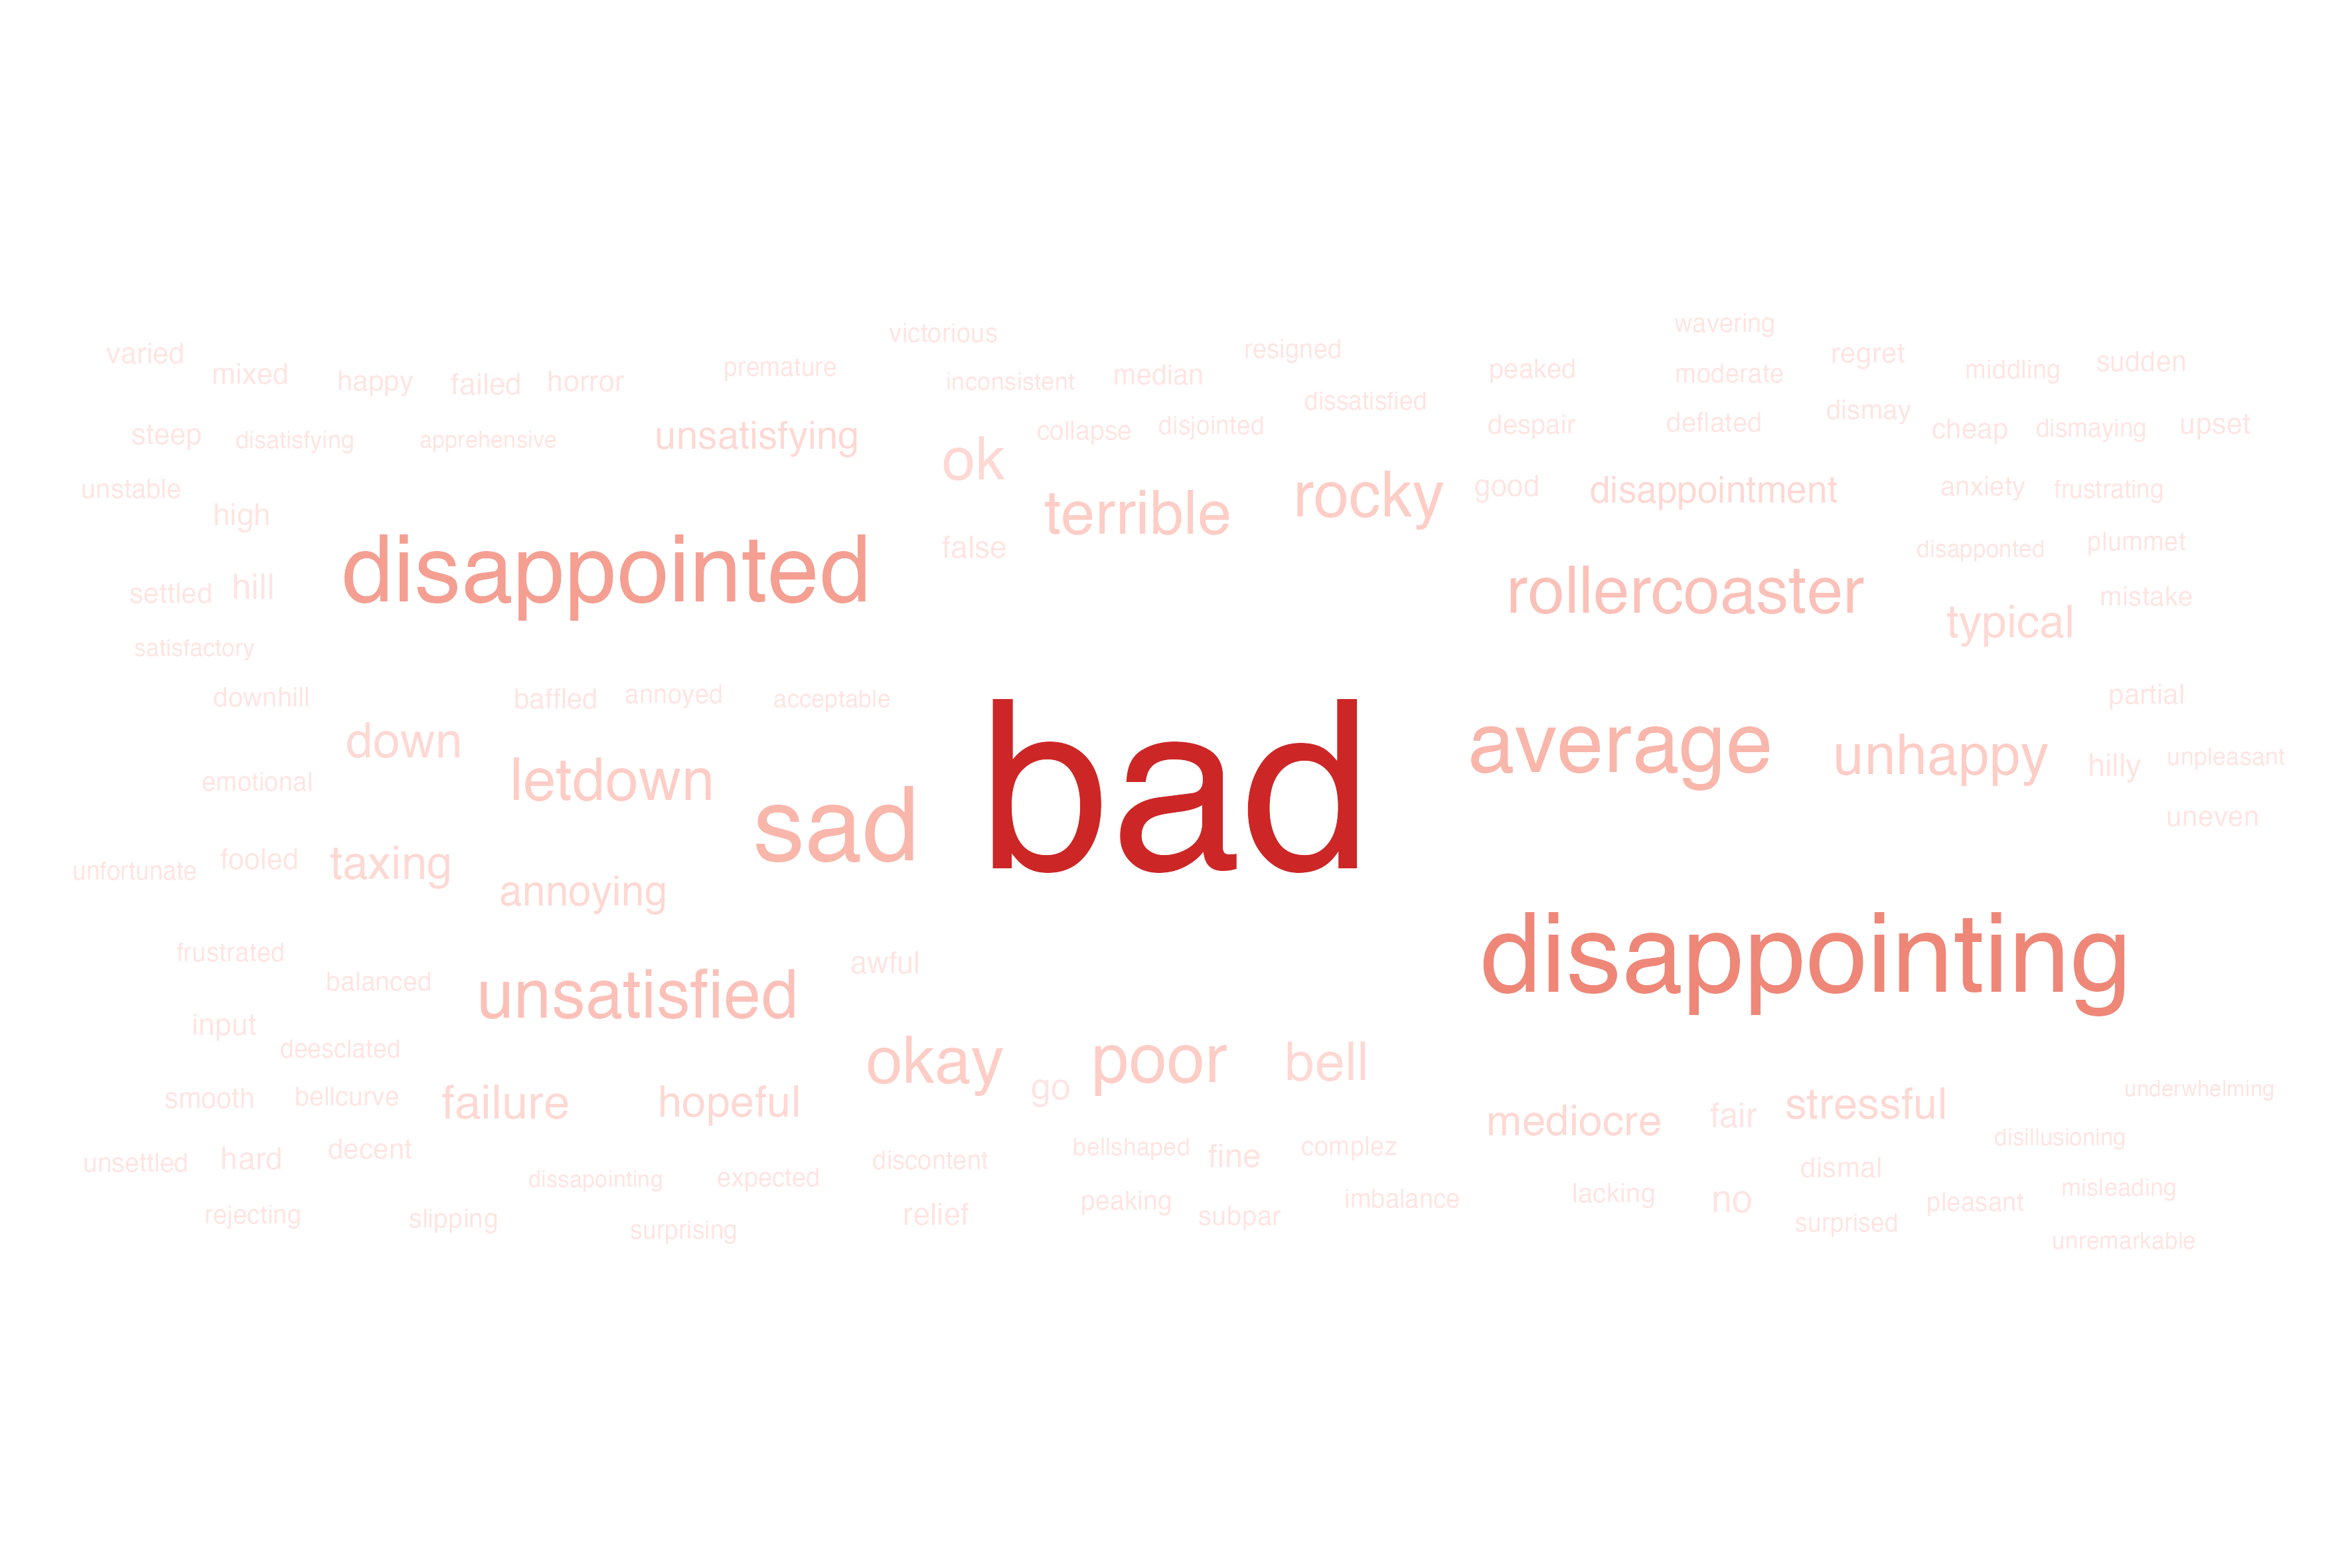 victorious
wavering
varied
mixed
happy
failed
horror
premature
inconsistent
median
resigned
peaked
moderate
regret
middling
sudden
steep
disatisfying
apprehensive
unsatisfying
ok
collapse
disjointed
dissatisfied
despair
deflated
dismay
cheap
dismaying
upset
unstable
high
terrible
rocky
good
disappointment
anxiety
frustrating
disappointed
false
rollercoaster
disapponted
plummet
settled
hill
typical
mistake
satisfactory
downhill
baffled
annoyed
acceptable
partial
down
letdown
bad
average
unhappy
hilly
unpleasant
emotional
sad
uneven
unfortunate
fooled
taxing
annoying
frustrated
balanced
unsatisfied
awful
disappointing
input
deesclated
okay
go
poor
bell
smooth
bellcurve
failure
hopeful
mediocre
fair
stressful
underwhelming
unsettled
hard
decent
dissapointing
expected
discontent
bellshaped
fine
complez
dismal
disillusioning
rejecting
slipping
surprising
relief
peaking
subpar
imbalance
lacking
no
surprised
pleasant
misleading
unremarkable